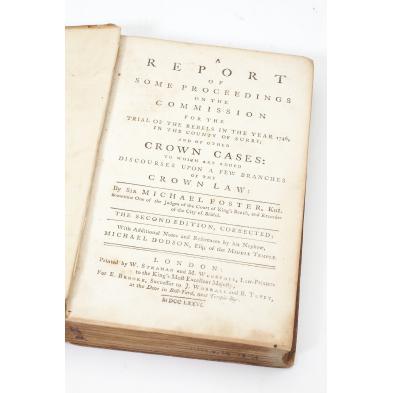 A
REPORT
OF
SOME PROCEEDINGS
ON THE
COMMISSION
FOR THE
TRIAL OF THE REBELS IN THE YEAR 1746,
IN THE COUNTY OF SURRY;
AND OF OTHER
CROWN CASES:
TO WHICH ARE ADDED
DISCOURSES UPON A FEW BRANCHES
OF THE
CROWN LAW:
By SIR MICHAEL FOSTER, Knt.
Sometime One of the Judges of the Court of King's Bench, and Recorder
of the City of Bristol.
THE SECOND EDITION, CORRECTED;
With Additional Notes and References by his Nephew,
MICHAEL DODSON, Esq. of the MIDDLE TEMPLE.
LONDON:
Printed by W. STRAHAN and M. WOODFALL, Law-Printers
to the King's Most Excellent Majesty;
For E. BROOKE, Successor to J. WORRALL and B. TOVEY,
at the Dove in Bell-Yard, near Temple-Bar.
MDCCLXXVI.